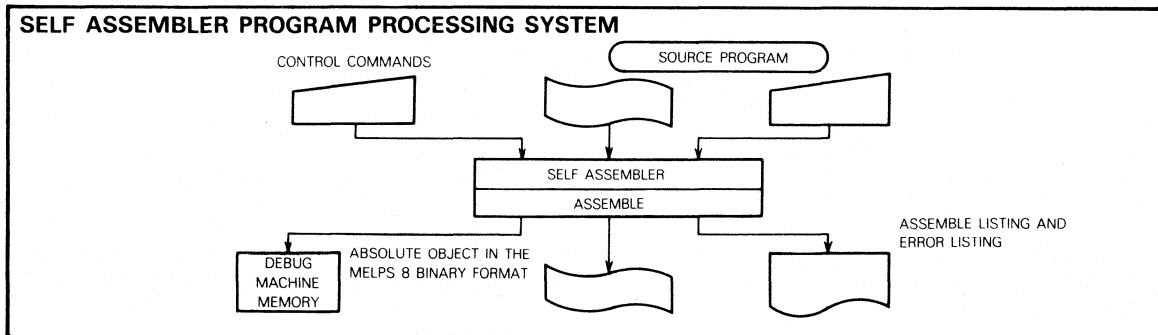 SELF ASSEMBLER PROGRAM PROCESSING SYSTEM
CONTROL COMMANDS
SOURCE PROGRAM
SELF ASSEMBLER
ASSEMBLE
DEBUG
MACHINE
MEMORY
ABSOLUTE OBJECT IN THE
MELPS 8 BINARY FORMAT
ASSEMBLE LISTING AND
ERROR LISTING